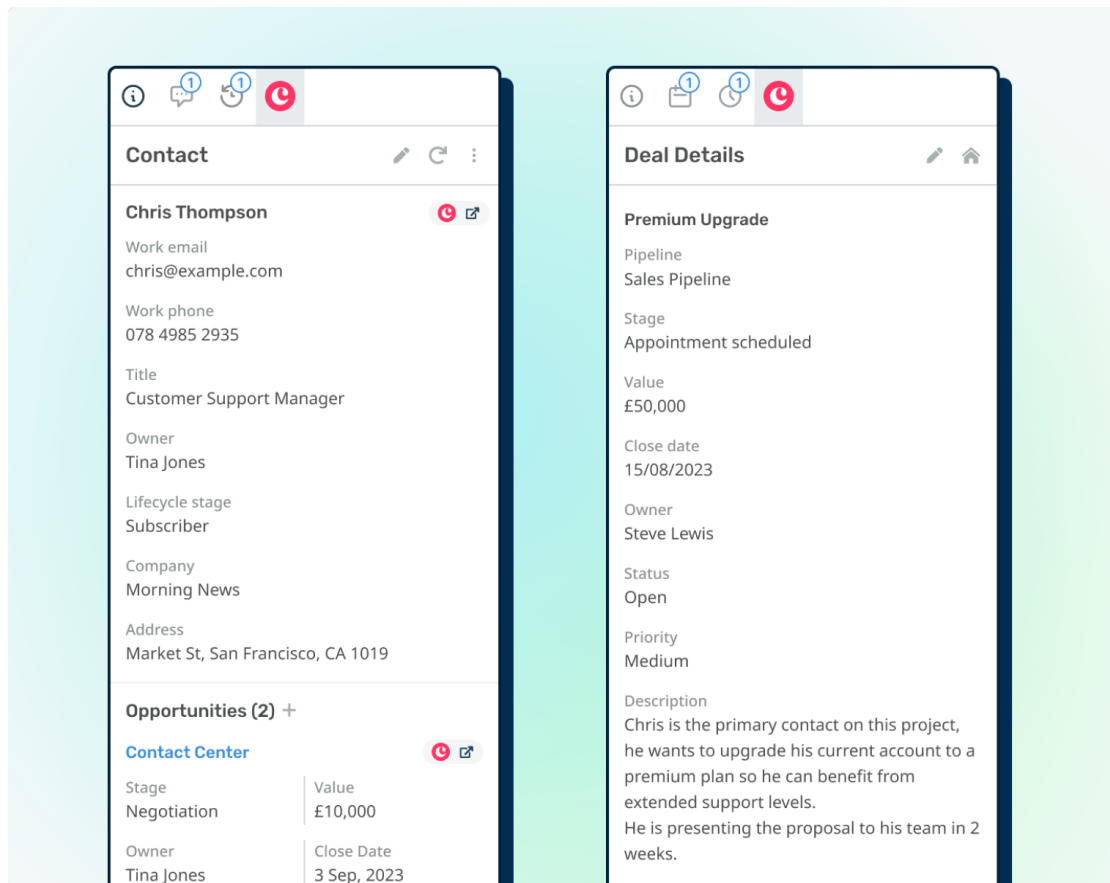 1
1
Contact
Chris Thompson
Work email
chris@example.com
Work phone
078 4985 2935
Title
Customer Support Manager
Owner
Tina Jones
Lifecycle stage
Subscriber
Company
Morning News
Address
Market St, San Francisco, CA 1019
Opportunities (2) +
Contact Center
Stage
Negotiation
Value
£10,000
Owner
Tina Jones
Close Date
3 Sep, 2023
1
1
Deal Details
Premium Upgrade
Pipeline
Sales Pipeline
Stage
Appointment scheduled
Value
£50,000
Close date
15/08/2023
Owner
Steve Lewis
Status
Open
Priority
Medium
Description
Chris is the primary contact on this project,
he wants to upgrade his current account to a
premium plan so he can benefit from
extended support levels.
He is presenting the proposal to his team in 2
weeks.